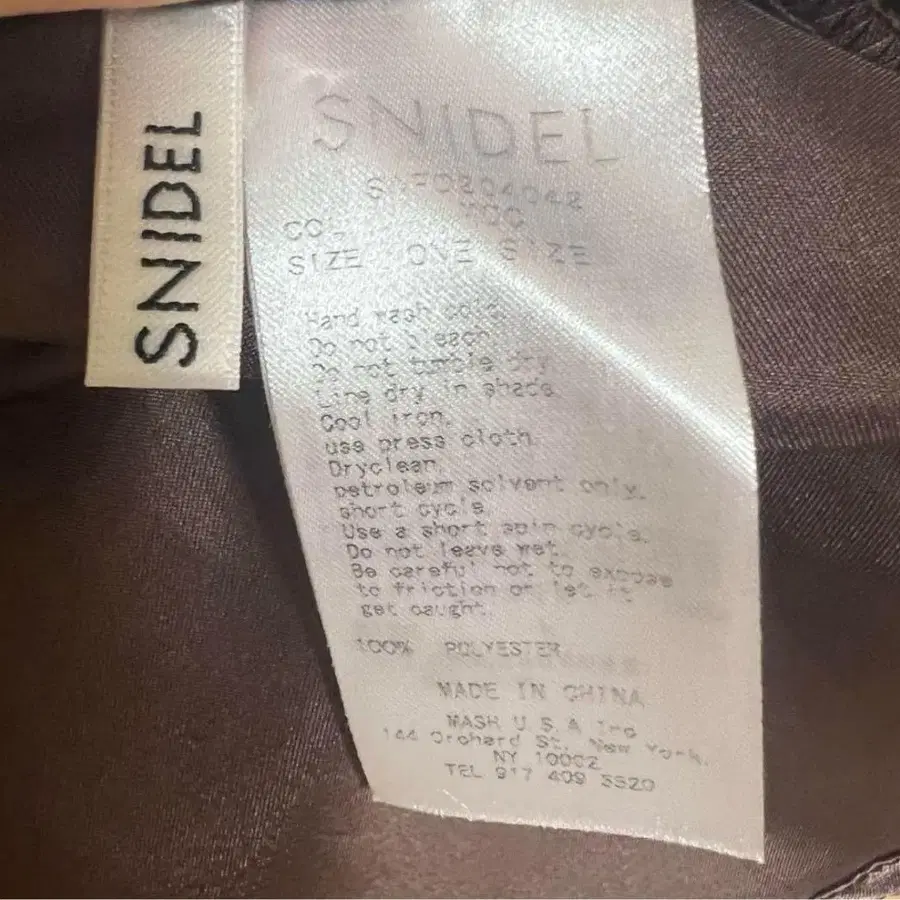 SNIDEL
SNIDEL
SIZE ONE SIZE
Hand wash cold.
Do not bleach.
Do not tumble dry.
Line dry in shade.
Cool iron.
use press cloth.
Dryclean.
petroleum solvent only.
short cycle.
Use a short spin cycle.
Do not leave wet.
Be careful not to expose
to friction or let it
get caught.
100% POLYESTER
MADE IN CHINA
MASH U.S.A Inc
144 Orchard St. New York.
NY 10002
TEL 917 409 5520